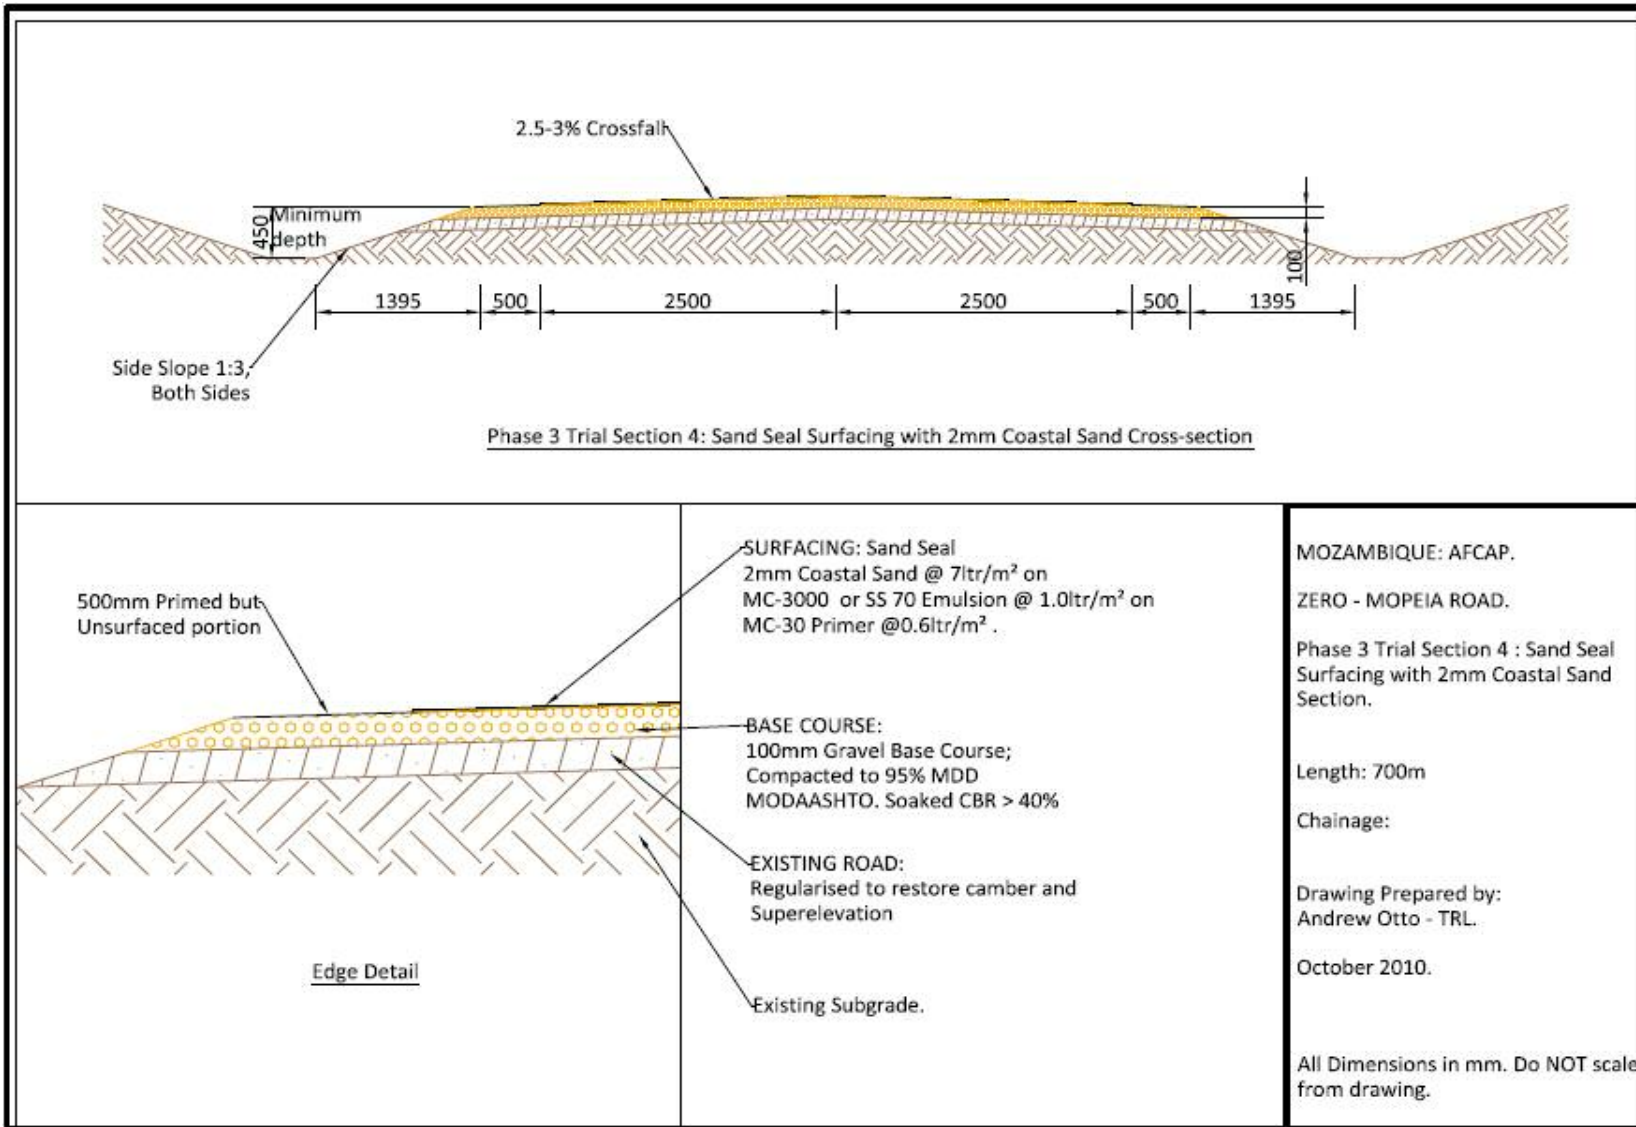 2.5-3% Crossfall
450
Minimum
depth
100
1395
500
2500
2500
500
1395
Side Slope 1:3,
Both Sides
Phase 3 Trial Section 4: Sand Seal Surfacing with 2mm Coastal Sand Cross-section
500mm Primed but
Unsurfaced portion
Edge Detail
SURFACING: Sand Seal
2mm Coastal Sand @ 7ltr/m² on
MC-3000 or SS 70 Emulsion @ 1.0ltr/m² on
MC-30 Primer @0.6ltr/m² .
BASE COURSE:
100mm Gravel Base Course;
Compacted to 95% MDD
MODAASHTO. Soaked CBR > 40%
EXISTING ROAD:
Regularised to restore camber and
Superelevation
Existing Subgrade.
MOZAMBIQUE: AFCAP.
ZERO - MOPEIA ROAD.
Phase 3 Trial Section 4 : Sand Seal
Surfacing with 2mm Coastal Sand
Section.
Length: 700m
Chainage:
Drawing Prepared by:
Andrew Otto - TRL.
October 2010.
All Dimensions in mm. Do NOT scale
from drawing.